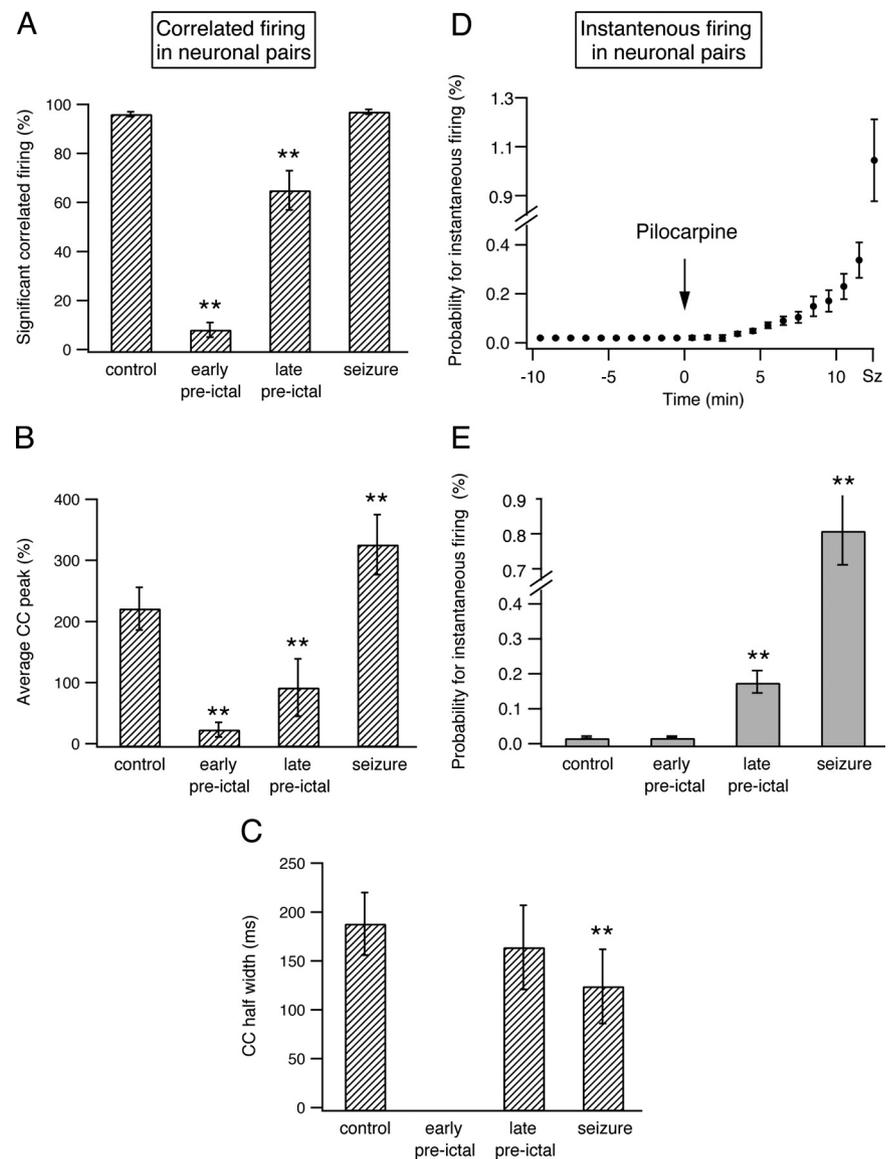 A
Correlated firing
in neuronal pairs
Significant correlated firing (%)
100
80
60
40
20
0
**
**
control
early
pre-ictal
late
pre-ictal
seizure
D
Instantenous firing
in neuronal pairs
Probability for instantaneous firing (%)
1.3
1.1
0.9
0.4
0.2
0.0
Pilocarpine
-10
-5
0
5
10
Sz
Time (min)
B
Average CC peak (%)
400
300
200
100
0
**
**
**
control
early
pre-ictal
late
pre-ictal
seizure
E
Probability for instantaneous firing (%)
0.9
0.8
0.7
0.4
0.3
0.2
0.1
0.0
**
**
control
early
pre-ictal
late
pre-ictal
seizure
C
CC half width (ms)
250
200
150
100
50
0
**
control
early
pre-ictal
late
pre-ictal
seizure